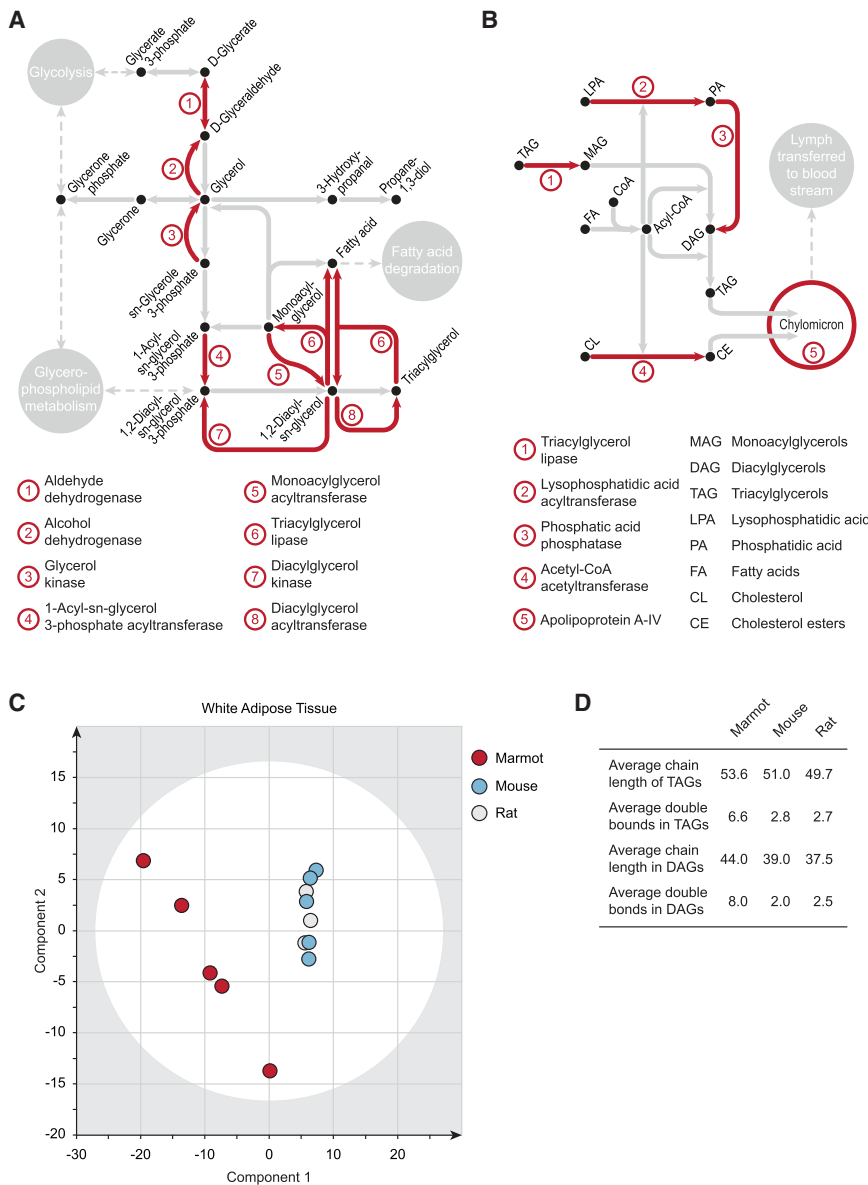 A
Glycerate
3-phosphate
D-Glycerate
Glycolysis
1
D-Glyceraldehyde
2
Glycerone
phosphate
Glycerol
3-Hydroxy-
propanal
Propane-
1,3-diol
Glycerone
3
Fatty acid
Fatty acid
degradation
sn-Glycerole
3-phosphate
Monoacyl-
glycerol
1-Acyl-
sn-glycerol
3-phosphate
4
5
6
6
Triacylglycerol
Glycero-
phospholipid
metabolism
1,2-Diacyl-
sn-glycerol
3-phosphate
7
1,2-Diacyl-
sn-glycerol
8
1 Aldehyde
dehydrogenase
2 Alcohol
dehydrogenase
3 Glycerol
kinase
4 1-Acyl-sn-glycerol
3-phosphate acyltransferase
5 Monoacylglycerol
acyltransferase
6 Triacylglycerol
lipase
7 Diacylglycerol
kinase
8 Diacylglycerol
acyltransferase
B
LPA
2
PA
3
TAG
1
MAG
Lymph
transferred
to blood
stream
CoA
FA
Acyl-CoA
DAG
TAG
Chylomicron
5
CL
4
CE
1 Triacylglycerol
lipase
2 Lysophosphatidic acid
acyltransferase
3 Phosphatic acid
phosphatase
4 Acetyl-CoA
acetyltransferase
5 Apolipoprotein A-IV
MAG Monoacylglycerols
DAG Diacylglycerols
TAG Triacylglycerols
LPA Lysophosphatidic acid
PA Phosphatidic acid
FA Fatty acids
CL Cholesterol
CE Cholesterol esters
C
White Adipose Tissue
Marmot
Mouse
Rat
15
10
5
0
-5
-10
-15
-20
Component 2
-30 -20 -10 0 10 20
Component 1
D
Marmot Mouse Rat
Average chain
length of TAGs 53.6 51.0 49.7
Average double
bounds in TAGs 6.6 2.8 2.7
Average chain
length in DAGs 44.0 39.0 37.5
Average double
bonds in DAGs 8.0 2.0 2.5